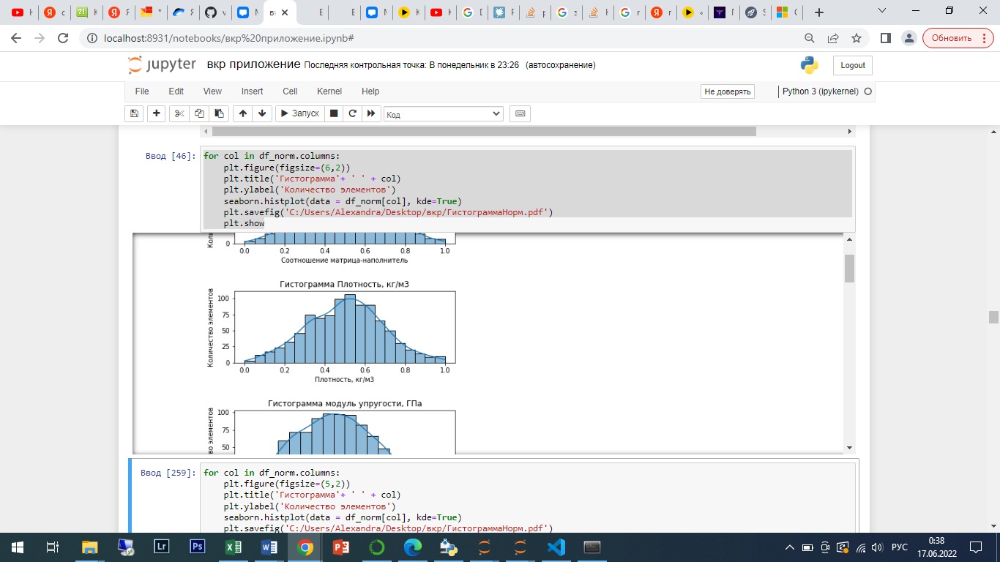 Обновить
localhost:8931/notebooks/вкр%20приложение.ipynb#
jupyter вкр приложение Последняя контрольная точка: В понедельник в 23:26 (автосохранение)
Logout
File Edit View Insert Cell Kernel Help
Не доверять
Python 3 (ipykernel)
Запуск
Код
Ввод [46]:
for col in df_norm.columns:
plt.figure(figsize=(6,2))
plt.title('Гистограмма'+ ' ' + col)
plt.ylabel('Количество элементов')
seaborn.histplot(data = df_norm[col], kde=True)
plt.savefig('C:/Users/Alexandra/Desktop/вкр/ГистограммаНорм.pdf')
plt.show
0
0.0 0.2 0.4 0.6 0.8 1.0
Соотношение матрица-наполнитель
Гистограмма Плотность, кг/м3
Количество элементов
100
75
50
25
0
0.0 0.2 0.4 0.6 0.8 1.0
Плотность, кг/м3
Гистограмма модуль упругости, ГПа
во элементов
100
75
50
Ввод [259]:
for col in df_norm.columns:
plt.figure(figsize=(5,2))
plt.title('Гистограмма'+ ' ' + col)
plt.ylabel('Количество элементов')
seaborn.histplot(data = df_norm[col], kde=True)
plt.savefig('C:/Users/Alexandra/Desktop/вкр/ГистограммаНорм.pdf')
Lr
Ps
РУС
0:38
17.06.2022